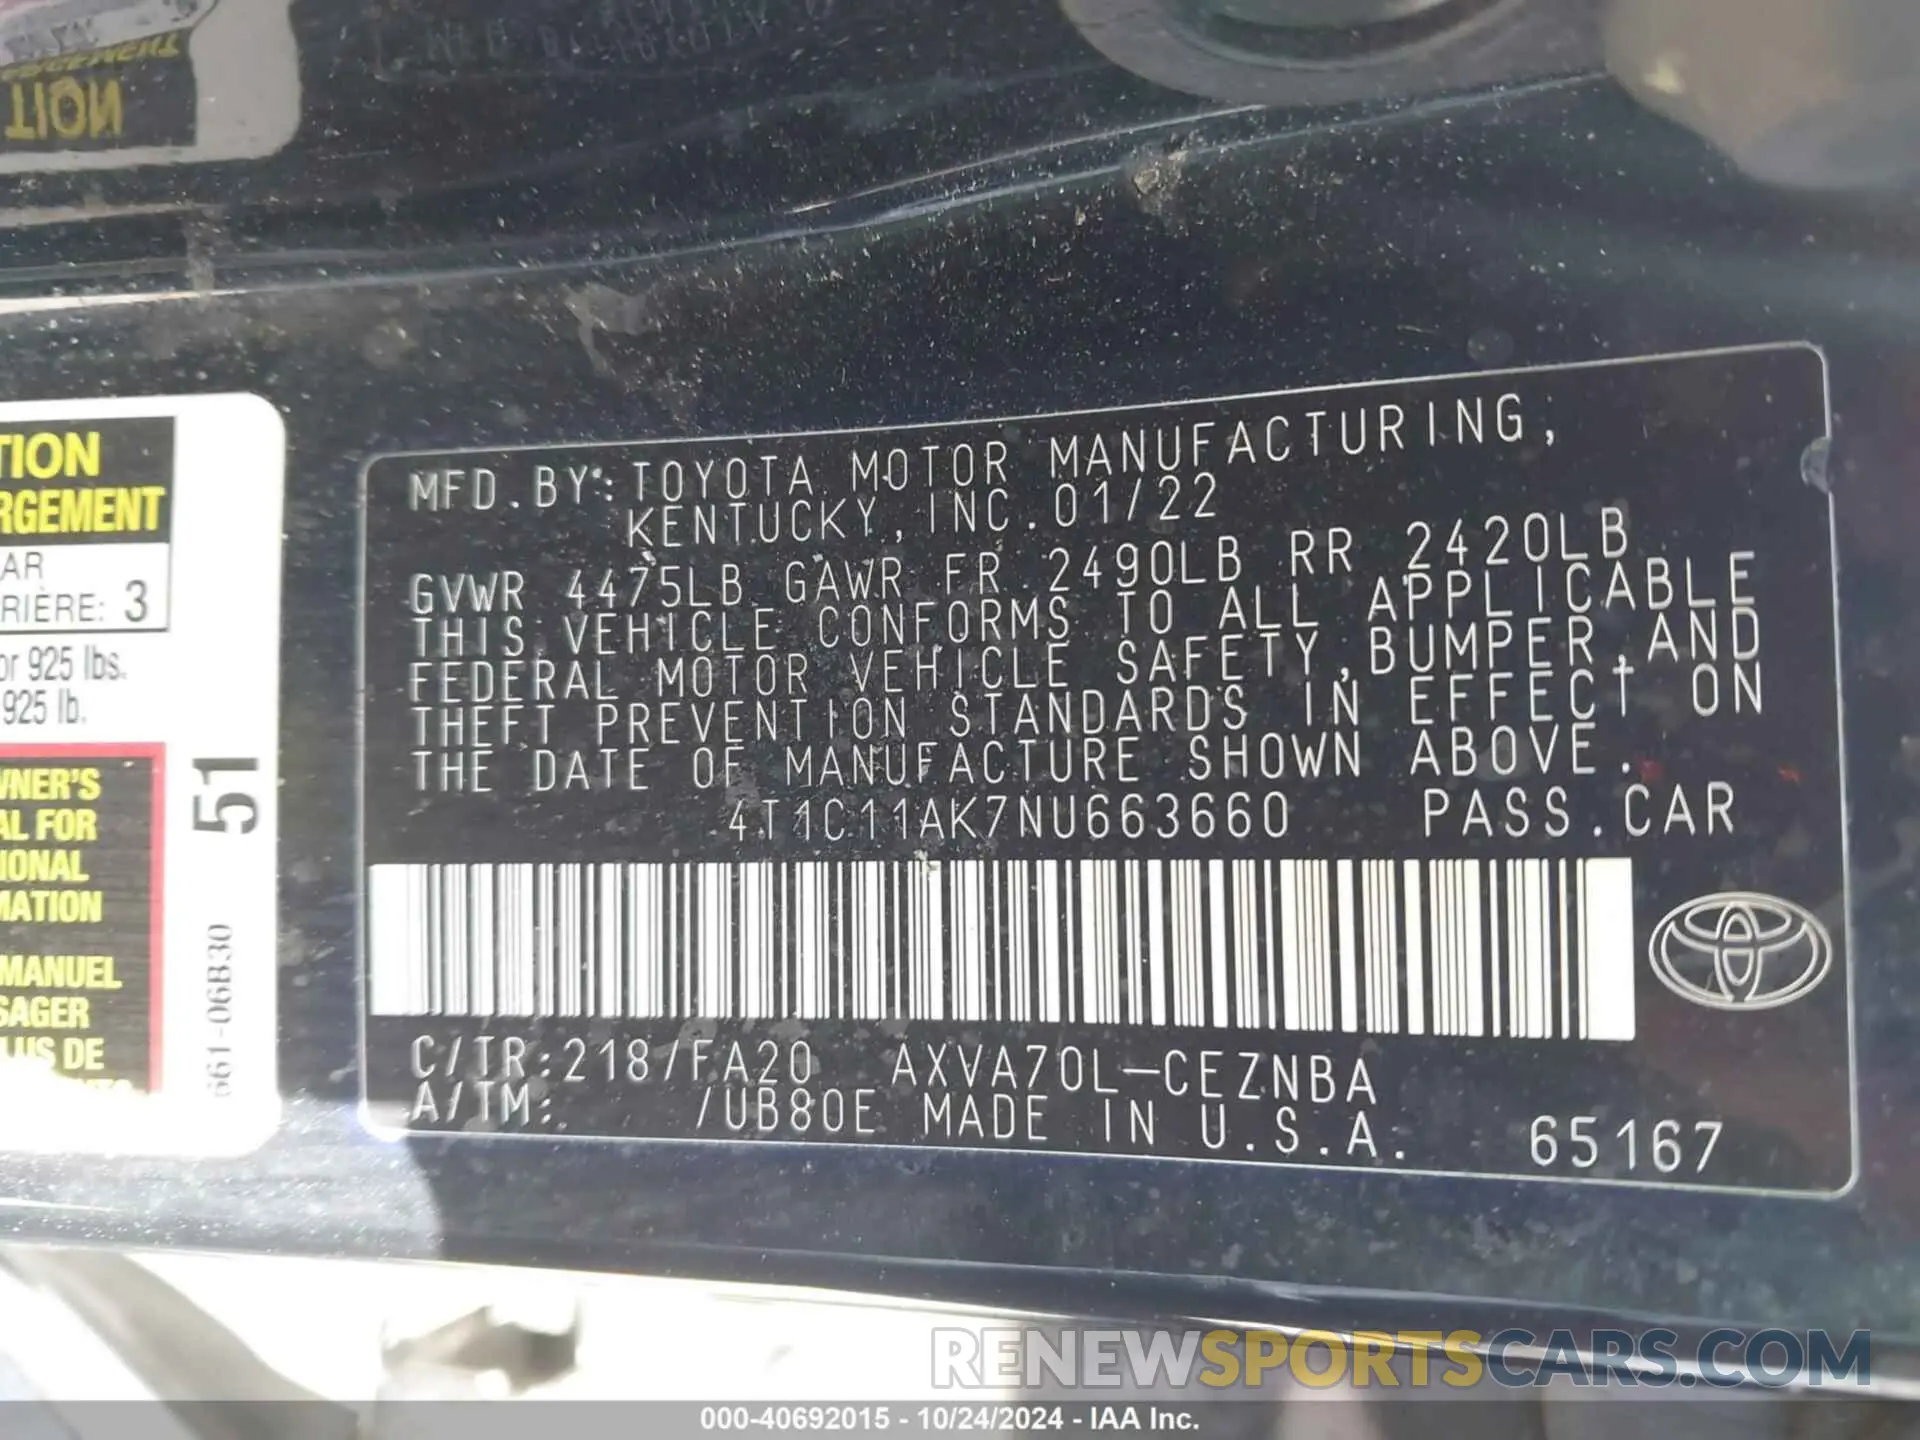 TION
TION
RGEMENT
AR
RIÈRE: 3
or 925 lbs.
925 lb.
WNER'S
AL FOR
IONAL
MATION
MANUEL
SAGER
LUS DE
51
661-06B30
MFD.BY:TOYOTA MOTOR MANUFACTURING,
KENTUCKY,INC.01/22
GVWR 4475LB GAWR FR 2490LB RR 2420LB
THIS VEHICLE CONFORMS TO ALL APPLICABLE
FEDERAL MOTOR VEHICLE SAFETY,BUMPER,AND
THEFT PREVENTION STANDARDS IN EFFECT ON
THE DATE OF MANUFACTURE SHOWN ABOVE.
4T1C11AK7NU663660 PASS.CAR
C/TR:218/FA20 AXVA70L-CEZNBA
A/TM: /UB80E MADE IN U.S.A.
65167
RENEWSPORTSCARS.COM
000-40692015 - 10/24/2024 - IAA Inc.